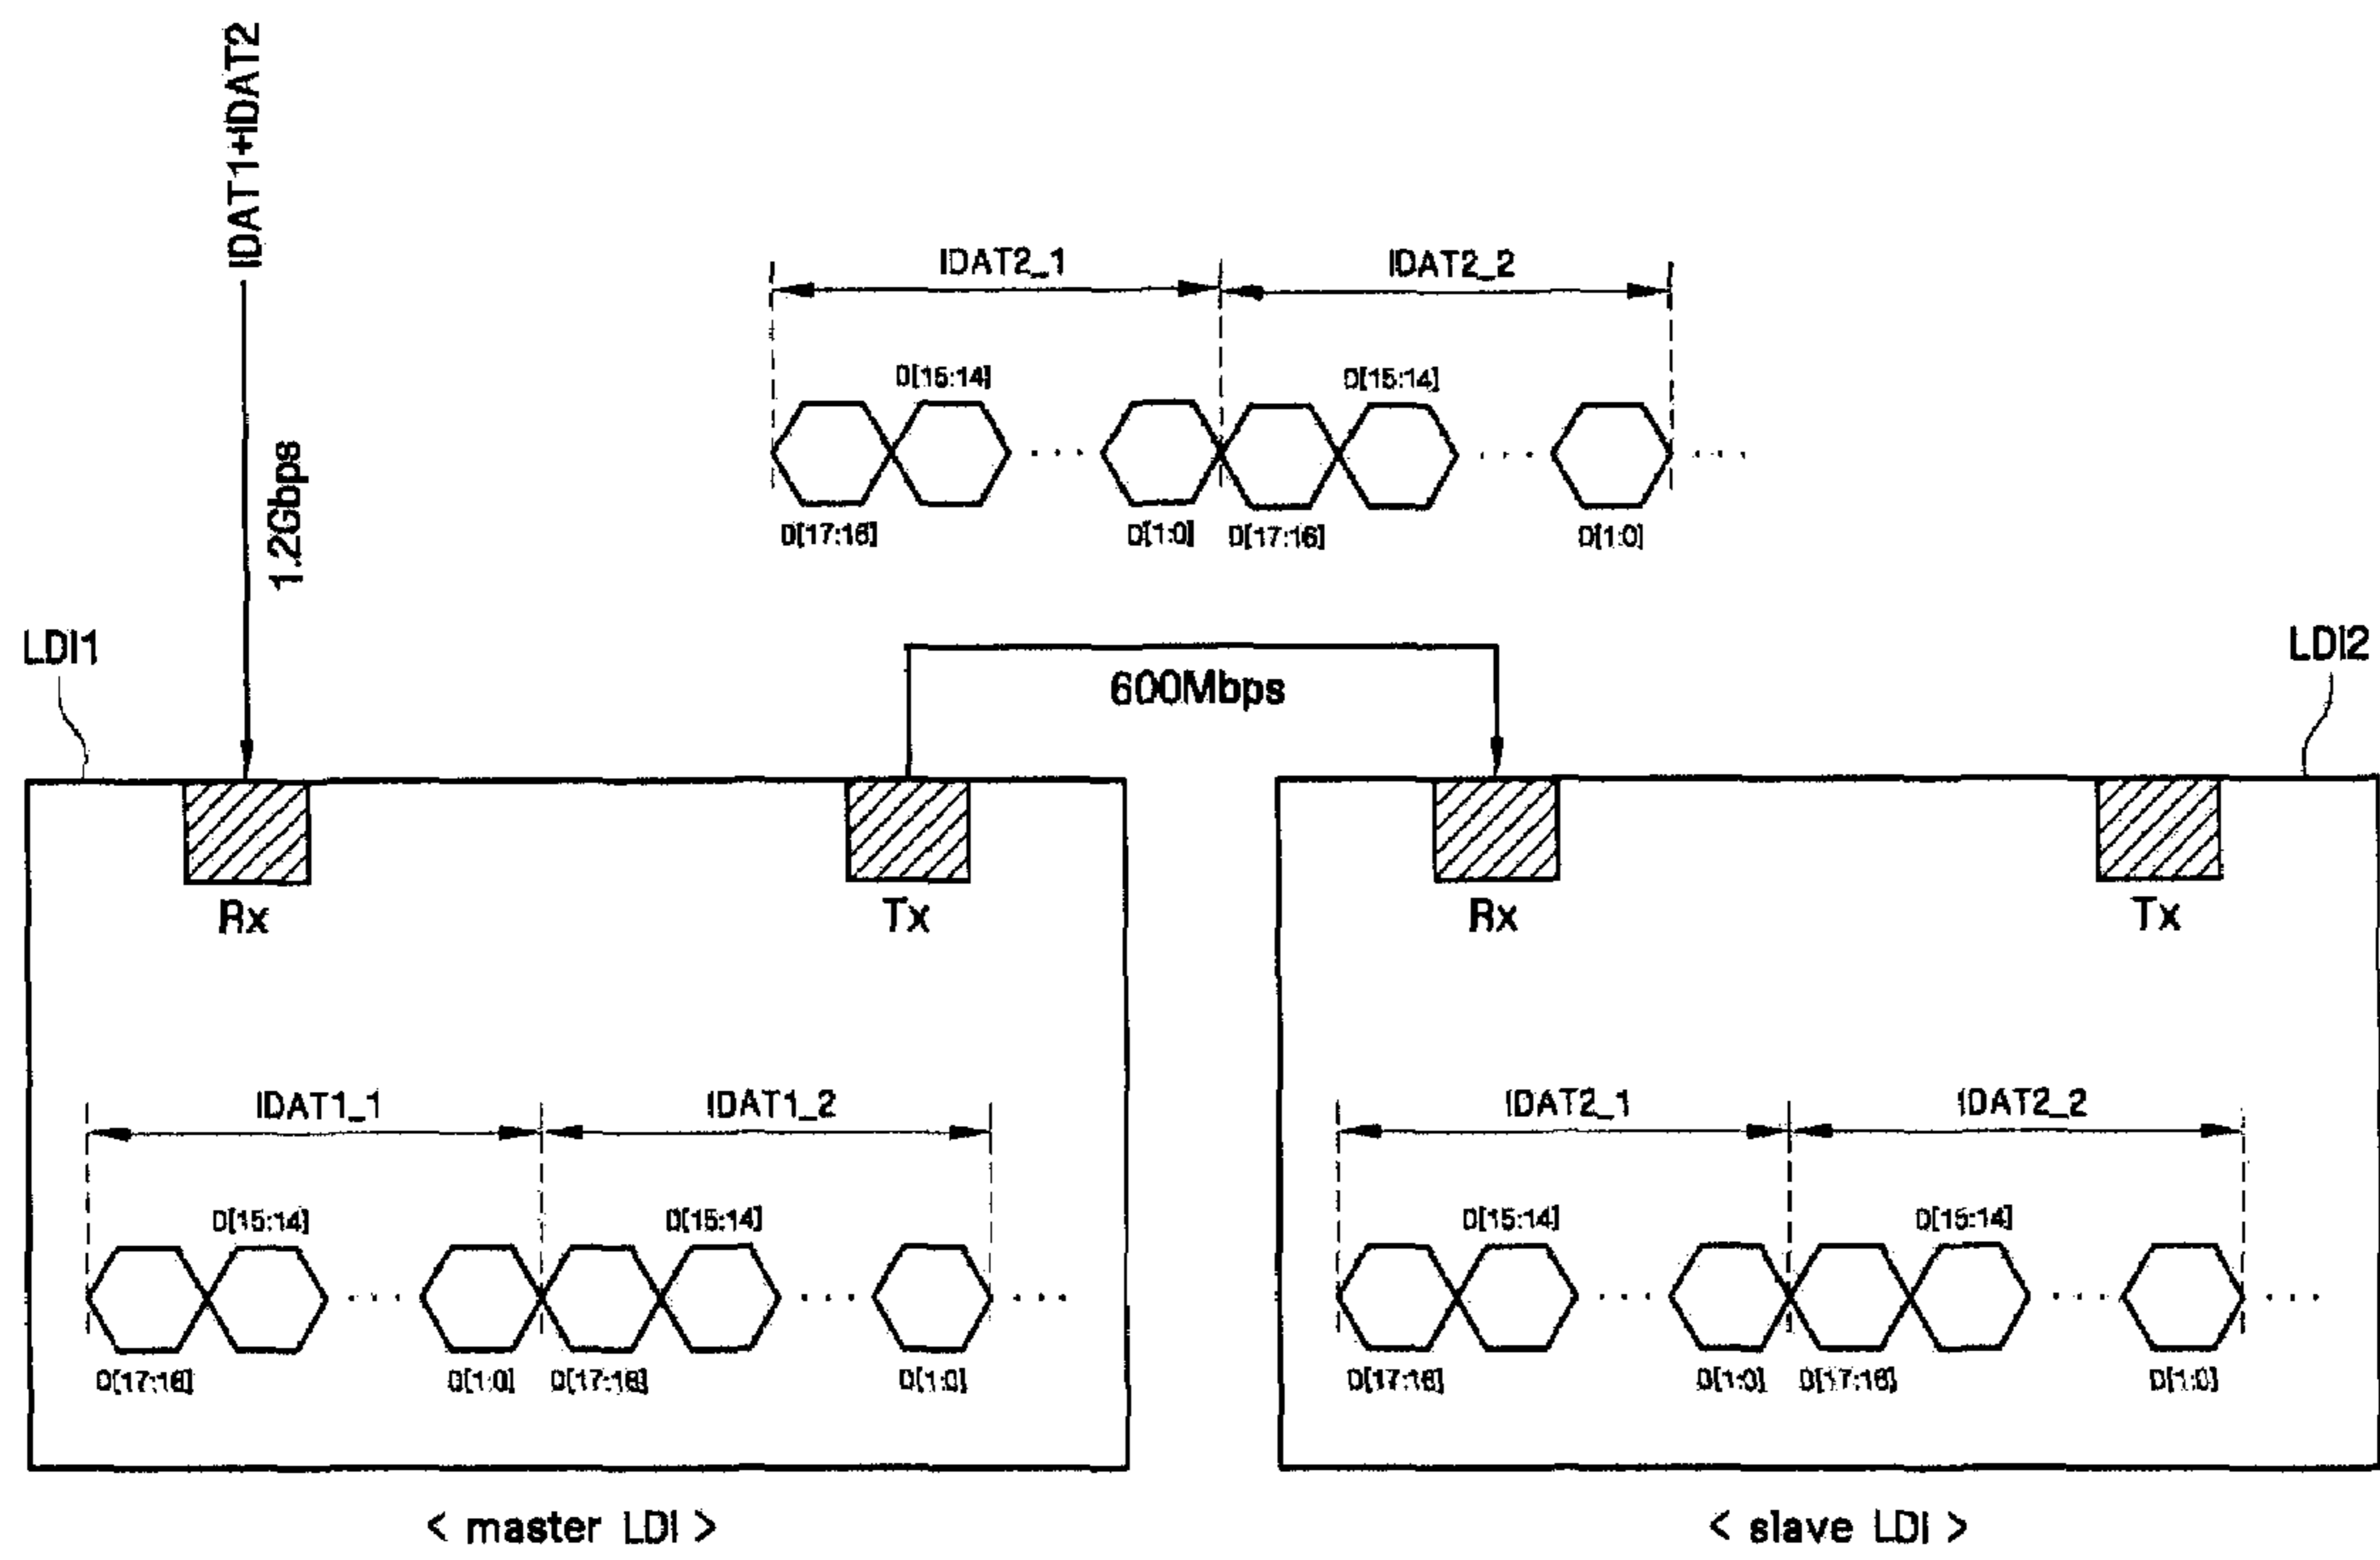 IDAT1+IDAT2
1.2Gbps
IDAT2_1 IDAT2_2
D[15:14] D[15:14]
D[17:16] D[1:0] D[17:16] D[1:0]
LDI1 LDI2
600Mbps
Rx Tx Rx Tx
IDAT1_1 IDAT1_2 IDAT2_1 IDAT2_2
D[15:14] D[15:14] D[15:14] D[15:14]
D[17:16] D[1:0] D[17:16] D[1:0] D[17:16] D[1:0] D[17:16] D[1:0]
< master LDI > < slave LDI >